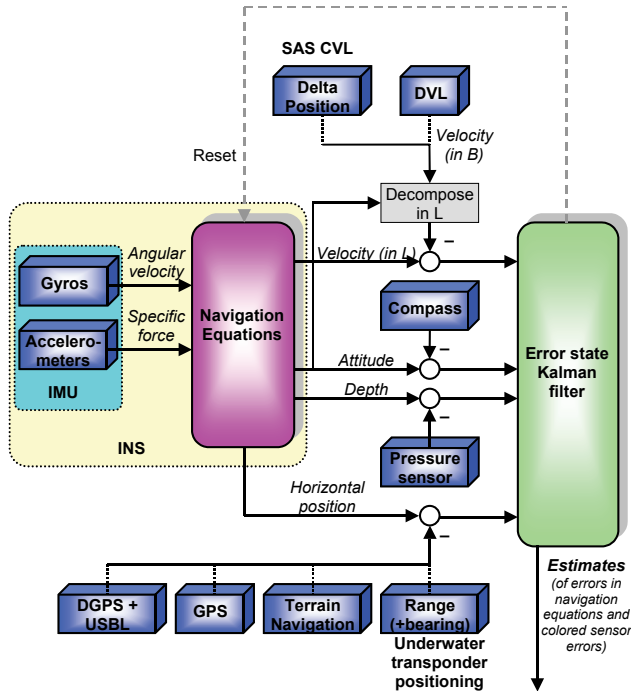 SAS CVL
Delta
Position
DVL
Velocity
(in B)
Reset
Decompose
in L
Angular
velocity
Velocity (in L)
Gyros
Compass
Navigation
Equations
Specific
force
Accelero-
meters
Error state
Kalman
filter
Attitude
IMU
Depth
INS
Pressure
sensor
Horizontal
position
Estimates
(of errors in
navigation
equations and
colored sensor
errors)
DGPS +
USBL
GPS
Terrain
Navigation
Range
(+bearing)
Underwater
transponder
positioning